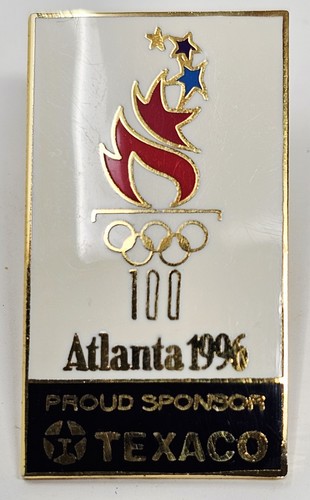 100
Atlanta 1996
PROUD SPONSOR
T TEXACO